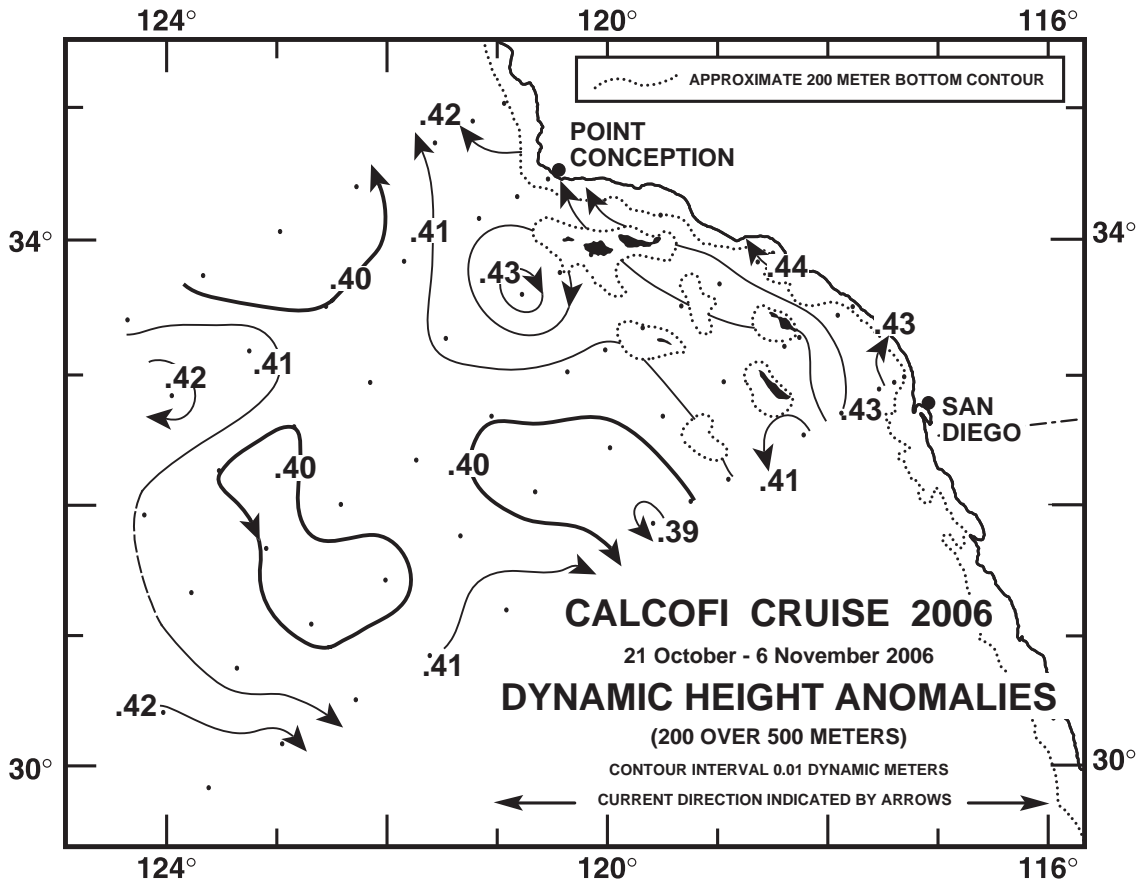 124° 120° 116°
APPROXIMATE 200 METER BOTTOM CONTOUR
.42
POINT
CONCEPTION
34° .41 34°
.43 .44
.40
.43
.41
.42
.43 SAN
DIEGO
.40 .40 .41
.39
CALCOFI CRUISE 2006
21 October - 6 November 2006
.41
DYNAMIC HEIGHT ANOMALIES
.42
(200 OVER 500 METERS)
30° CONTOUR INTERVAL 0.01 DYNAMIC METERS 30°
CURRENT DIRECTION INDICATED BY ARROWS
124° 120° 116°